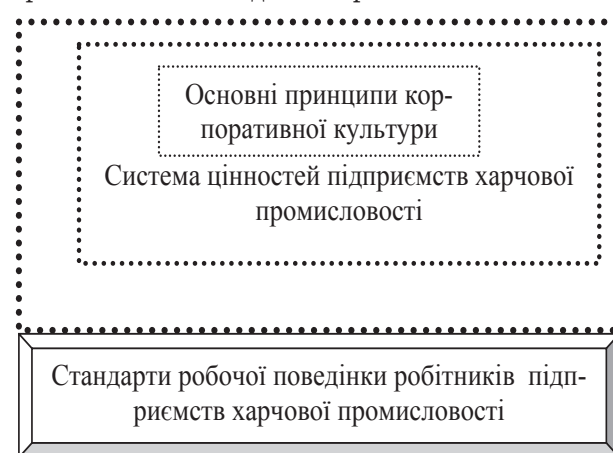 Основні принципи кор-
поративної культури
Система цінностей підприємств харчової
промисловості
Стандарти робочої поведінки робітників підп-
риємств харчової промисловості